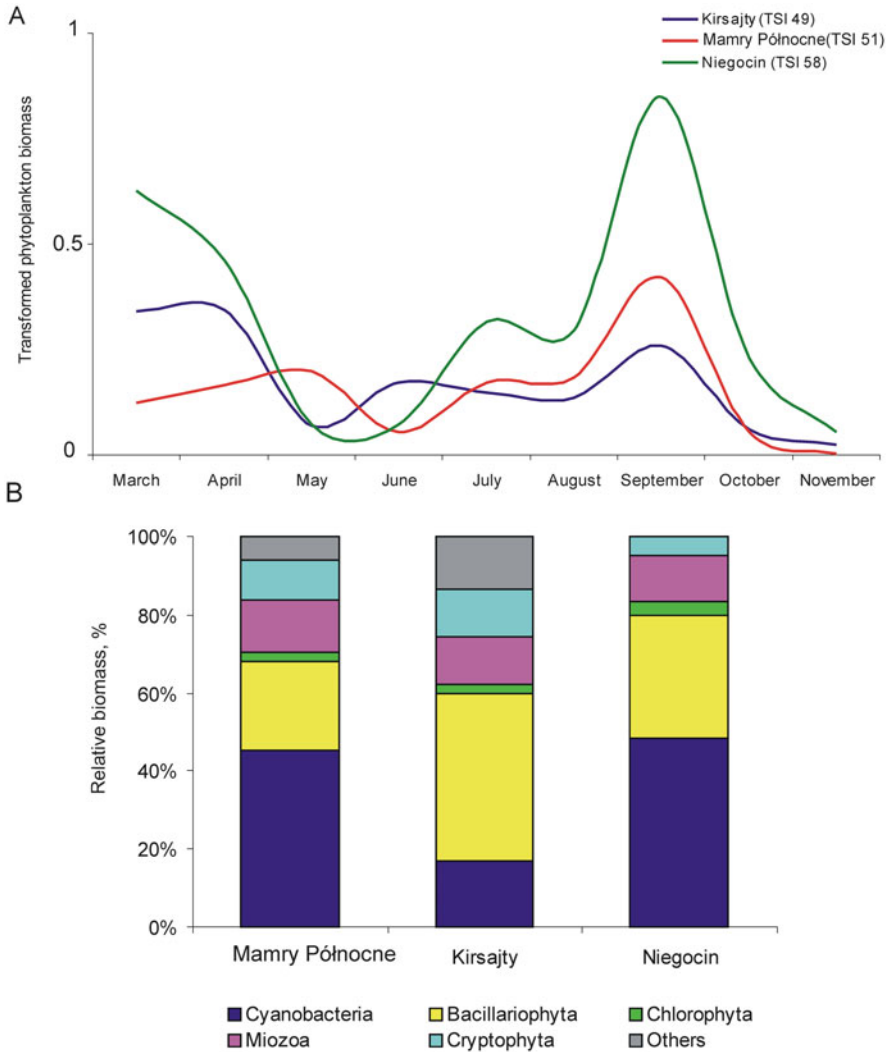 A
1
Kirsajty (TSI 49)
Mamry Północne(TSI 51)
Niegocin (TSI 58)
Transformed phytoplankton biomass
0.5
0
March April May June July August September October November
B
100%
80%
60%
40%
20%
0%
Relative biomass, %
Mamry Północne Kirsajty Niegocin
Cyanobacteria Bacillariophyta Chlorophyta
Miozoa Cryptophyta Others